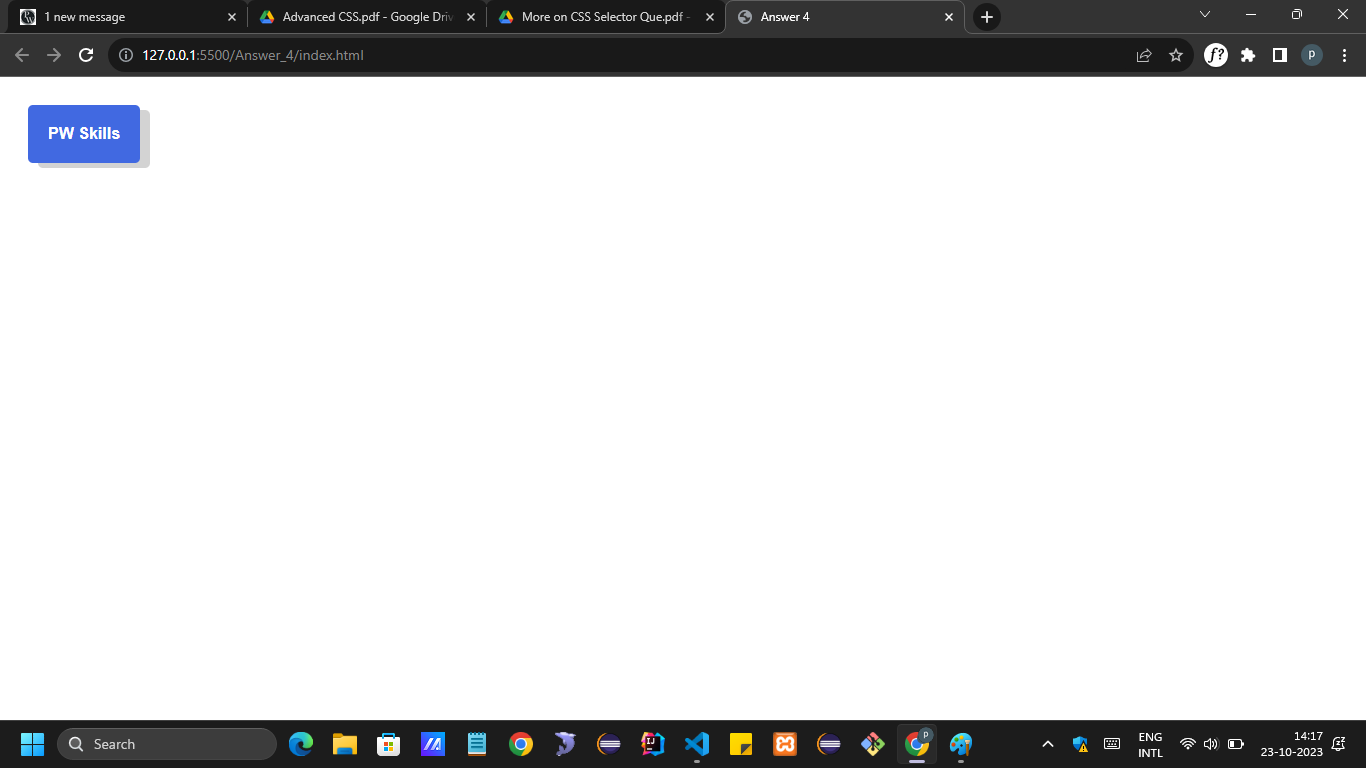 1 new message
Advanced CSS.pdf - Google Driv
More on CSS Selector Que.pdf -
Answer 4
127.0.0.1:5500/Answer_4/index.html
f?
P
PW Skills
Search
P
ENG
INTL
14:17
23-10-2023